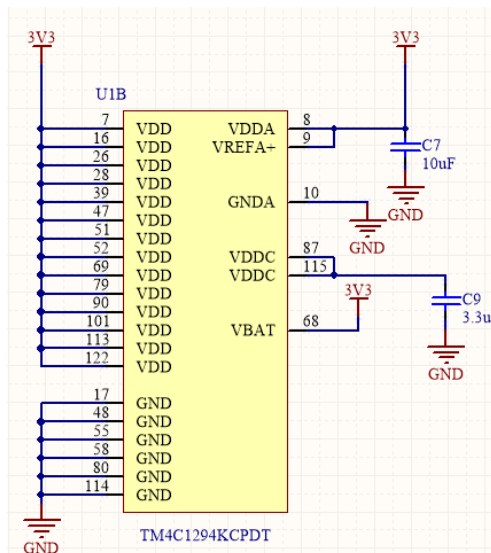 3V3
3V3
U1B
7 VDD VDDA 8
16 VDD VREFA+ 9
C7
26 VDD
10uF
28 VDD
39 VDD GNDA 10
GND
47 VDD
51 VDD
GND
52 VDD VDDC 87
69 VDD VDDC 115
79 VDD
3V3
90 VDD
C9
101 VDD VBAT 68
3.3u
113 VDD
122 VDD
GND
17 GND
48 GND
55 GND
58 GND
80 GND
114 GND
TM4C1294KCPDT
GND